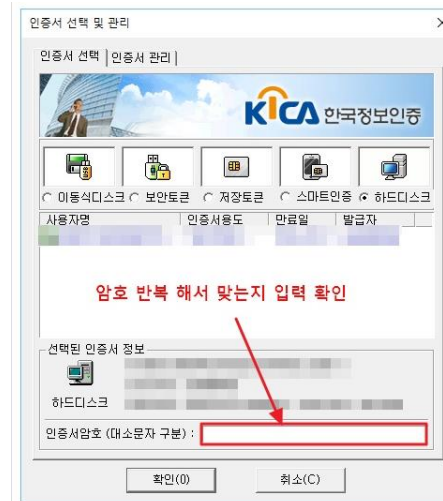 인증서 선택 및 관리
인증서 선택 인증서 관리
KICA 한국정보인증
이동식디스크 보안토큰 저장토큰 스마트인증 하드디스크
사용자명 인증서용도 만료일 발급자
암호 반복 해서 맞는지 입력 확인
선택된 인증서 정보
하드디스크
인증서암호 (대소문자 구분) :
확인(O) 취소(C)